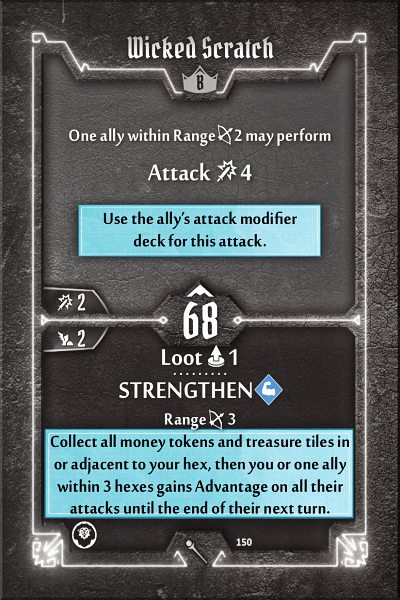 Wicked Scratch
B
One ally within Range 2 may perform
Attack 4
Use the ally's attack modifier
deck for this attack.
2
68
2
Loot 1
STRENGTHEN
Range 3
Collect all money tokens and treasure tiles in
or adjacent to your hex, then you or one ally
within 3 hexes gains Advantage on all their
attacks until the end of their next turn.
150